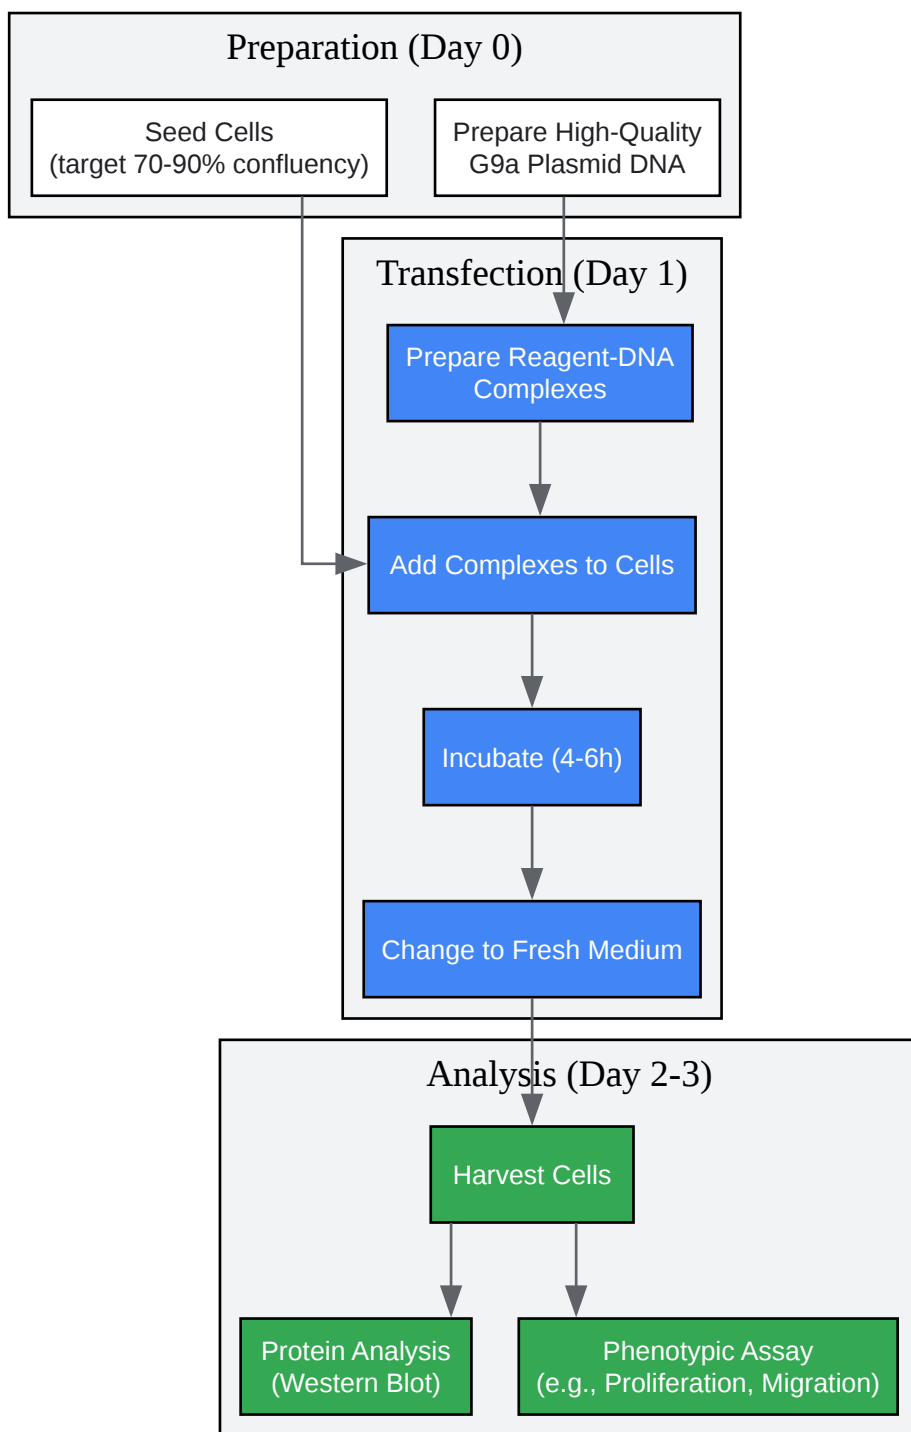 Preparation (Day 0)
Seed Cells
(target 70-90% confluency)
Prepare High-Quality
G9a Plasmid DNA
Transfection (Day 1)
Prepare Reagent-DNA
Complexes
Add Complexes to Cells
Incubate (4-6h)
Change to Fresh Medium
Analysis (Day 2-3)
Harvest Cells
Protein Analysis
(Western Blot)
Phenotypic Assay
(e.g., Proliferation, Migration)